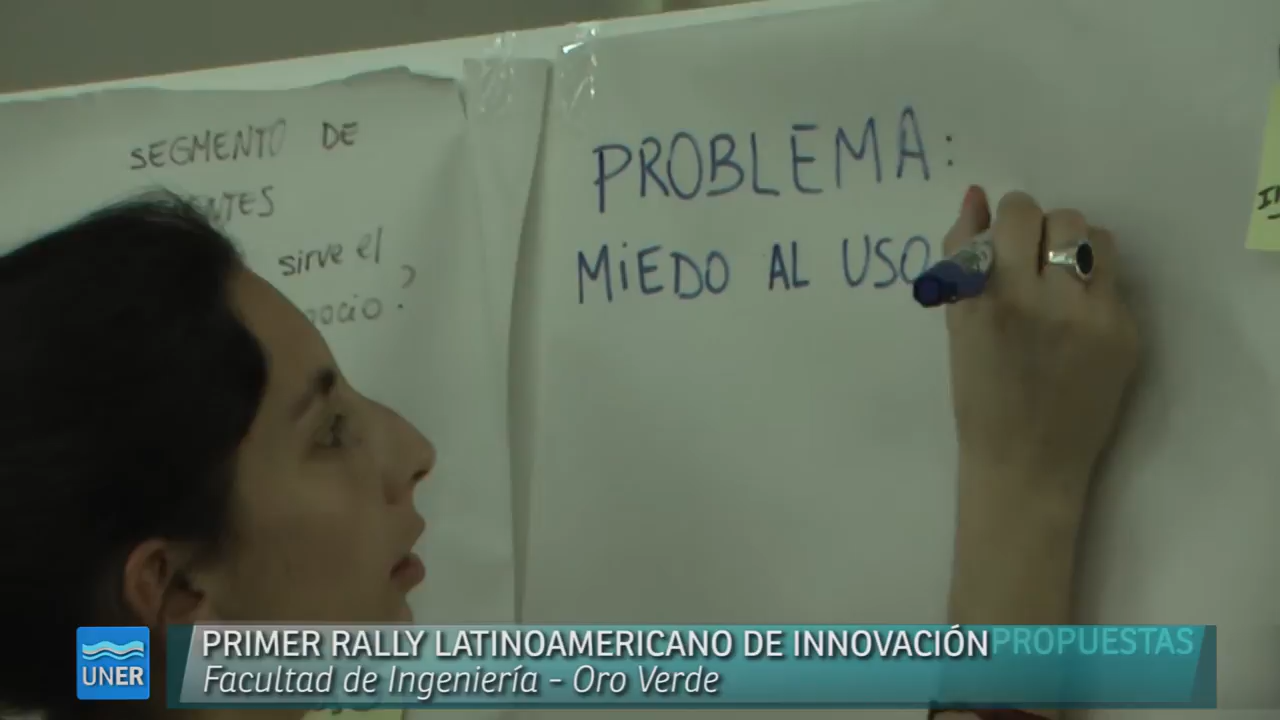 SEGMENTO DE
sirve el
?
PROBLEMA:
MiEDO AL USO
PRIMER RALLY LATINOAMERICANO DE INNOVACIÓN
PROPUESTAS
Facultad de Ingeniería - Oro Verde
UNER